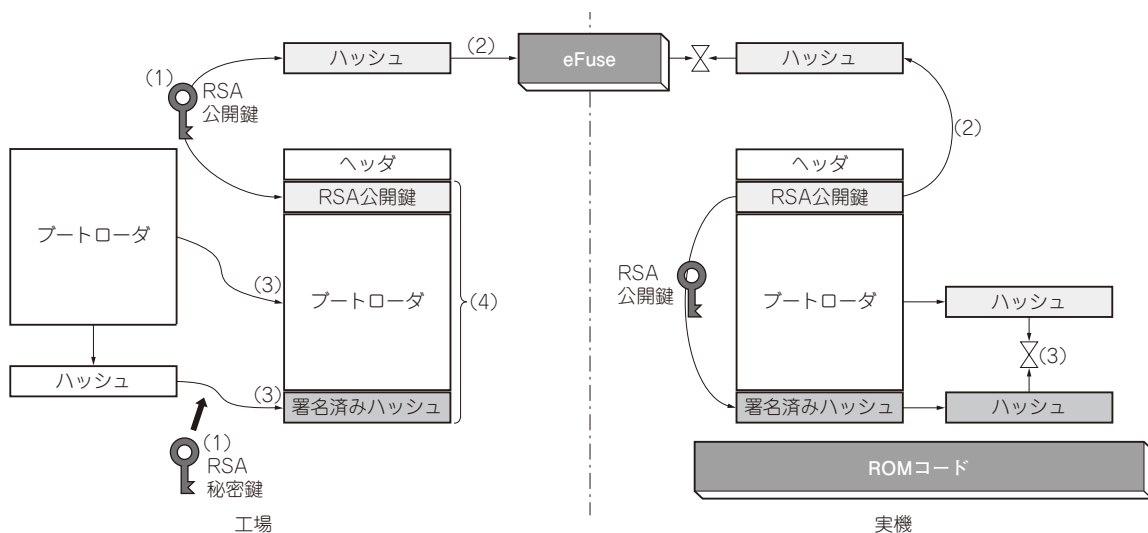 ハッシュ
(2)
eFuse
ハッシュ
(1)
RSA
公開鍵
(2)
ヘッダ
RSA公開鍵
ブートローダ
(3)
ブートローダ
(4)
ハッシュ
(3)
署名済みハッシュ
(1)
RSA
秘密鍵
工場
ヘッダ
RSA公開鍵
RSA
公開鍵
ブートローダ
ハッシュ
(3)
署名済みハッシュ
ハッシュ
ROMコード
実機